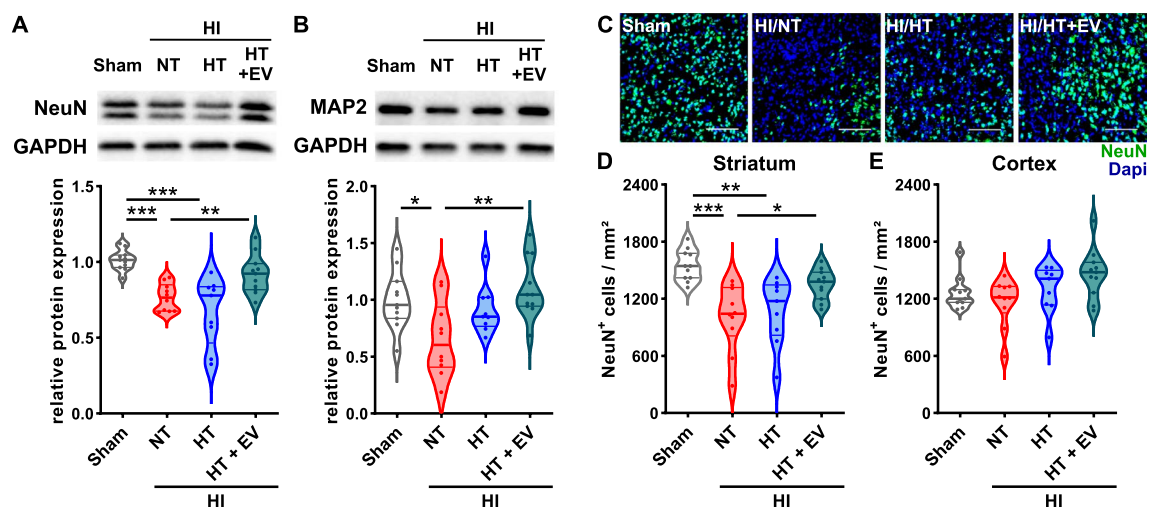 A
HI
Sham NT HT HT
+EV
NeuN
GAPDH
relative protein expression
1.5
1.0
0.5
0.0
***
***
**
Sham
NT
HT
HT + EV
HI
B
HI
Sham NT HT HT
+EV
MAP2
GAPDH
relative protein expression
2.0
1.5
1.0
0.5
0.0
*
**
Sham
NT
HT
HT + EV
HI
C
Sham
HI/NT
HI/HT
HI/HT+EV
NeuN
Dapi
D
Striatum
NeuN⁺ cells / mm²
2400
1800
1200
600
0
**
***
*
Sham
NT
HT
HT + EV
HI
E
Cortex
NeuN⁺ cells / mm²
2400
1800
1200
600
0
Sham
NT
HT
HT + EV
HI